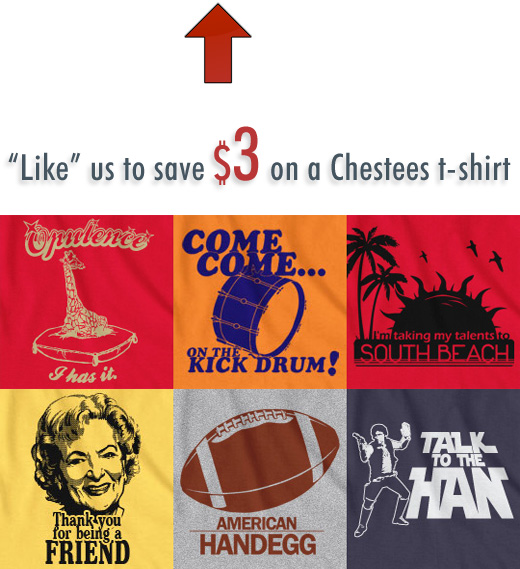 “Like” us to save $3 on a Chestees t-shirt
Opulence
I has it.
COME
COME...
ON THE
KICK DRUM!
I'm taking my talents to
SOUTH BEACH
Thank you
for being a
FRIEND
AMERICAN
HANDEGG
TALK
TO THE
HAN